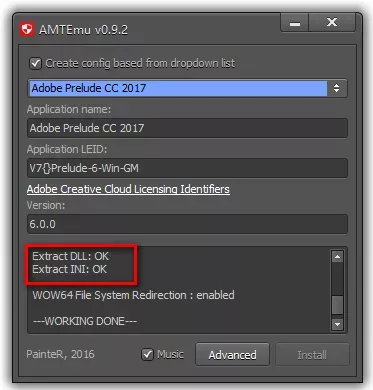 AMTEmu v0.9.2
Create config based from dropdown list
Adobe Prelude CC 2017
Application name:
Adobe Prelude CC 2017
Application LEID:
V7{}Prelude-6-Win-GM
Adobe Creative Cloud Licensing Identifiers
Version:
6.0.0
Extract DLL: OK
Extract INI: OK
WOW64 File System Redirection : enabled
---WORKING DONE---
PainteR, 2016
Music
Advanced
Install